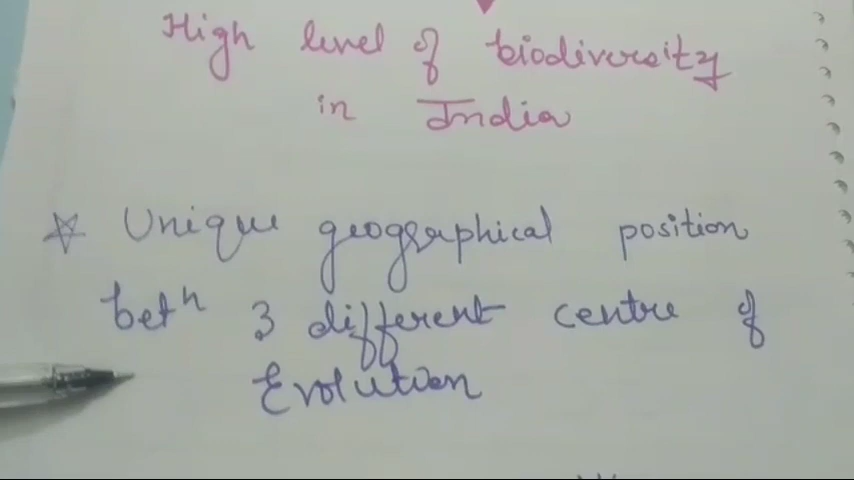 High level of biodiversity
in India
☆ Unique geographical position
betⁿ 3 different centre of
Evolution